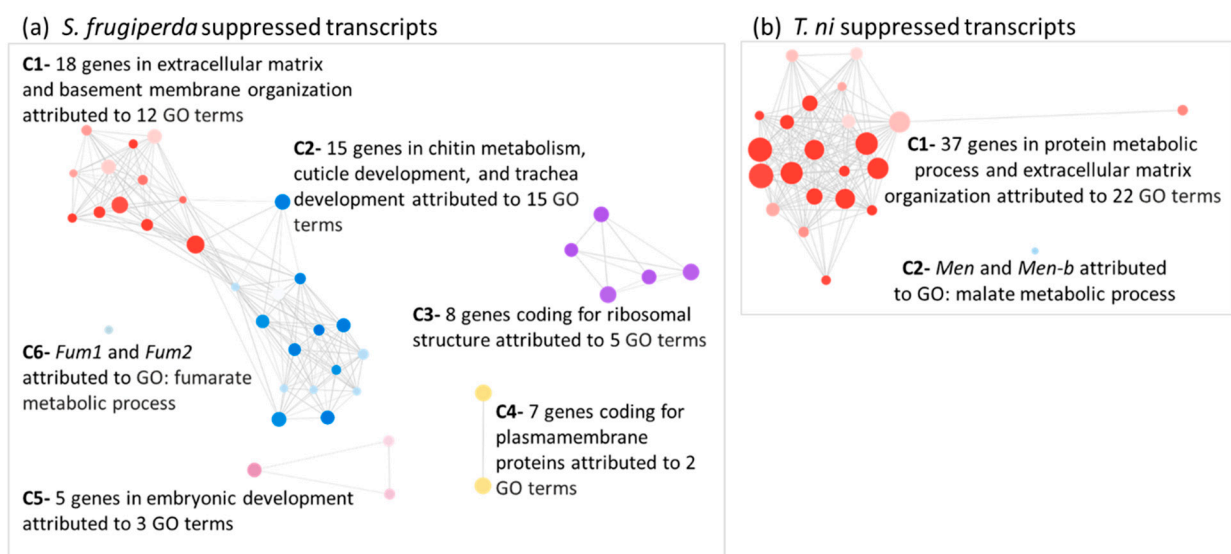 (a) S. frugiperda suppressed transcripts
C1- 18 genes in extracellular matrix
and basement membrane organization
attributed to 12 GO terms
C2- 15 genes in chitin metabolism,
cuticle development, and trachea
development attributed to 15 GO
terms
C3- 8 genes coding for ribosomal
structure attributed to 5 GO terms
C6- Fum1 and Fum2
attributed to GO: fumarate
metabolic process
C4- 7 genes coding for
plasmamembrane
proteins attributed to 2
GO terms
C5- 5 genes in embryonic development
attributed to 3 GO terms
(b) T. ni suppressed transcripts
C1- 37 genes in protein metabolic
process and extracellular matrix
organization attributed to 22 GO terms
C2- Men and Men-b attributed
to GO: malate metabolic process